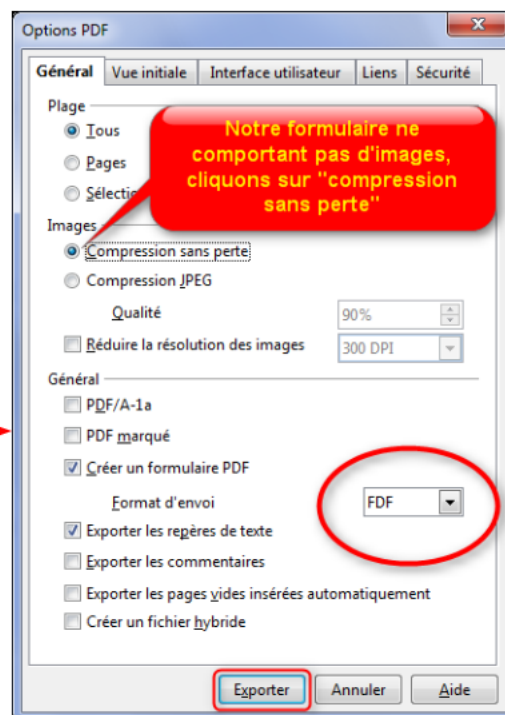 Options PDF
Général
Vue initiale
Interface utilisateur
Liens
Sécurité
Plage
Tous
Pages
Notre formulaire ne
comportant pas d'images,
cliquons sur "compression
sans perte"
Images
Compression sans perte
Compression JPEG
Qualité
90%
Réduire la résolution des images
300 DPI
Général
PDF/A-1a
PDF marqué
Créer un formulaire PDF
Format d'envoi
FDF
Exporter les repères de texte
Exporter les commentaires
Exporter les pages vides insérées automatiquement
Créer un fichier hybride
Exporter
Annuler
Aide